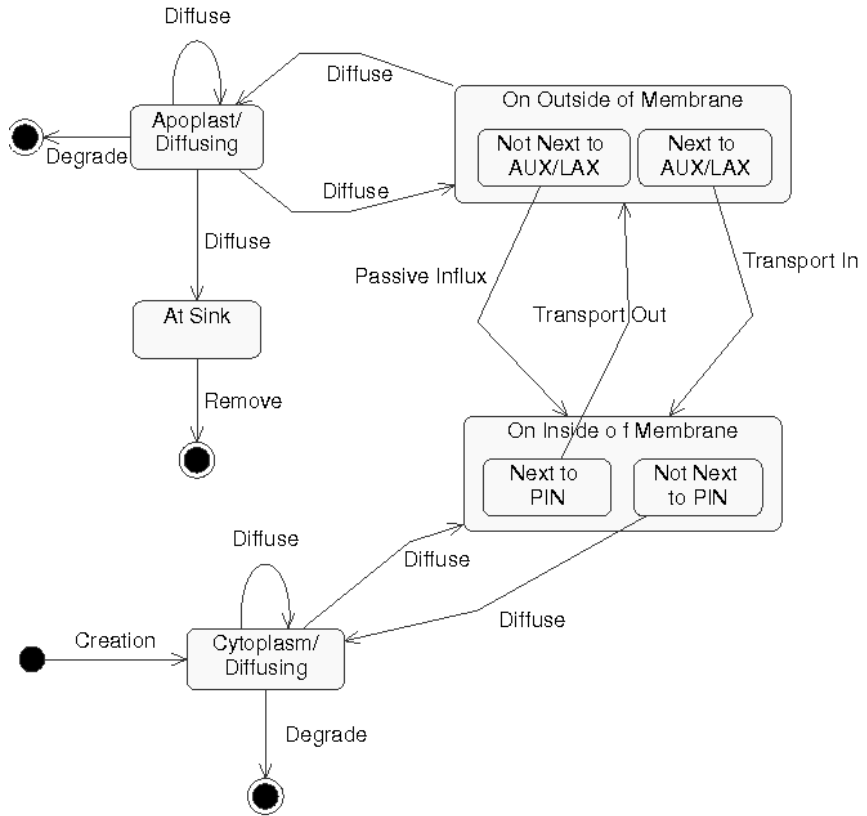 Diffuse
Diffuse
On Outside of Membrane
Apoplast/
Diffusing
Degrade
Not Next to
AUX/LAX
Next to
AUX/LAX
Diffuse
Diffuse
Passive Influx
Transport In
At Sink
Transport Out
Remove
On Inside o f Membrane
Next to
PIN
Not Next
to PIN
Diffuse
Diffuse
Creation
Cytoplasm/
Diffusing
Diffuse
Degrade